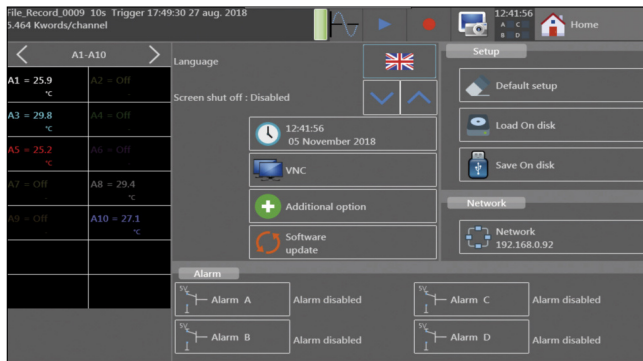 File_Record_0009 10s Trigger 17:49:30 27 aug. 2018
5.464 Kwords/channel
12:41:56
A C
B D
Home
A1-A10
A1 = 25.9
°C
A2 = Off
A3 = 29.8
°C
A4 = Off
A5 = 25.2
°C
A6 = Off
A7 = Off
A8 = 29.4
°C
A9 = Off
A10 = 27.1
°C
Language
Screen shut off : Disabled
12:41:56
05 November 2018
VNC
Additional option
Software
update
Setup
Default setup
Load On disk
Save On disk
Network
Network
192.168.0.92
Alarm
5V
Alarm A
Alarm disabled
5V
Alarm C
Alarm disabled
5V
Alarm B
Alarm disabled
5V
Alarm D
Alarm disabled